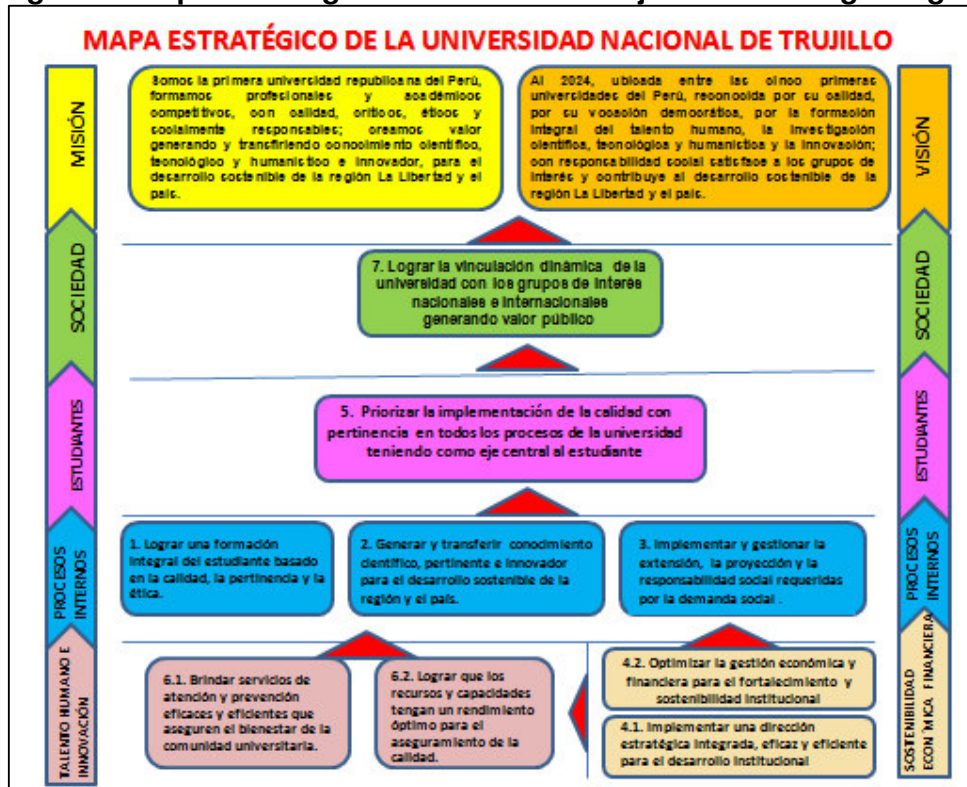 MAPA ESTRATÉGICO DE LA UNIVERSIDAD NACIONAL DE TRUJILLO
MISIÓN
Somos la primera universidad republicana del Perú,
formamos profesionales y académicos
competitivos, con calidad, críticos, éticos y
socialmente responsables; creamos valor
generando y transfiriendo conocimiento científico,
tecnológico y humanístico e innovador, para el
desarrollo sostenible de la región La Libertad y el
país.
Al 2024, ubicada entre las cinco primeras
universidades del Perú, reconocida por su calidad,
por su vocación democrática, por la formación
integral del talento humano, la investigación
científica, tecnológica y humanística y la innovación;
con responsabilidad social satisface a los grupos de
interés y contribuye al desarrollo sostenible de la
región La Libertad y el país.
VISIÓN
SOCIEDAD
7. Lograr la vinculación dinámica de la
universidad con los grupos de interés
nacionales e internacionales
generando valor público
SOCIEDAD
ESTUDIANTES
5. Priorizar la implementación de la calidad con
pertinencia en todos los procesos de la universidad
teniendo como eje central al estudiante
ESTUDIANTES
PROCESOS
INTERNOS
1. Lograr una formación
integral del estudiante basado
en la calidad, la pertinencia y la
ética.
2. Generar y transferir conocimiento
científico, pertinente e innovador
para el desarrollo sostenible de la
región y el país.
3. Implementar y gestionar la
extensión, la proyección y la
responsabilidad social requeridas
por la demanda social .
PROCESOS
INTERNOS
TALENTO HUMANO E
INNOVACIÓN
6.1. Brindar servicios de
atención y prevención
eficaces y eficientes que
aseguren el bienestar de la
comunidad universitaria.
6.2. Lograr que los
recursos y capacidades
tengan un rendimiento
óptimo para el
aseguramiento de la
calidad.
4.2. Optimizar la gestión económica y
financiera para el fortalecimiento y
sostenibilidad institucional
4.1. Implementar una dirección
estratégica integrada, eficaz y eficiente
para el desarrollo institucional
SOSTENIBILIDAD
ECON´MICA FINANCIERA